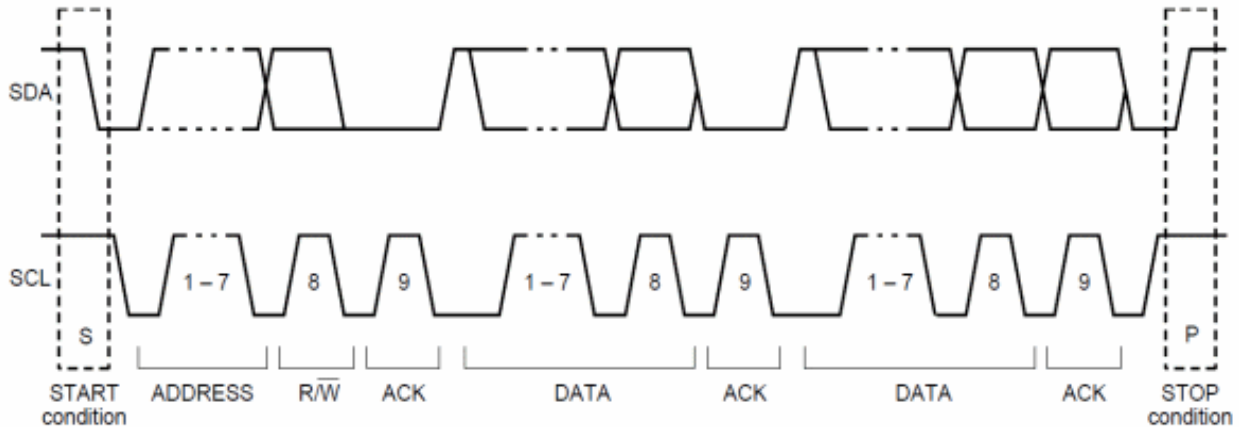 SDA
SCL
1 – 7 8 9 1 – 7 8 9 1 – 7 8 9
S P
START condition ADDRESS R/W̅ ACK DATA ACK DATA ACK STOP condition